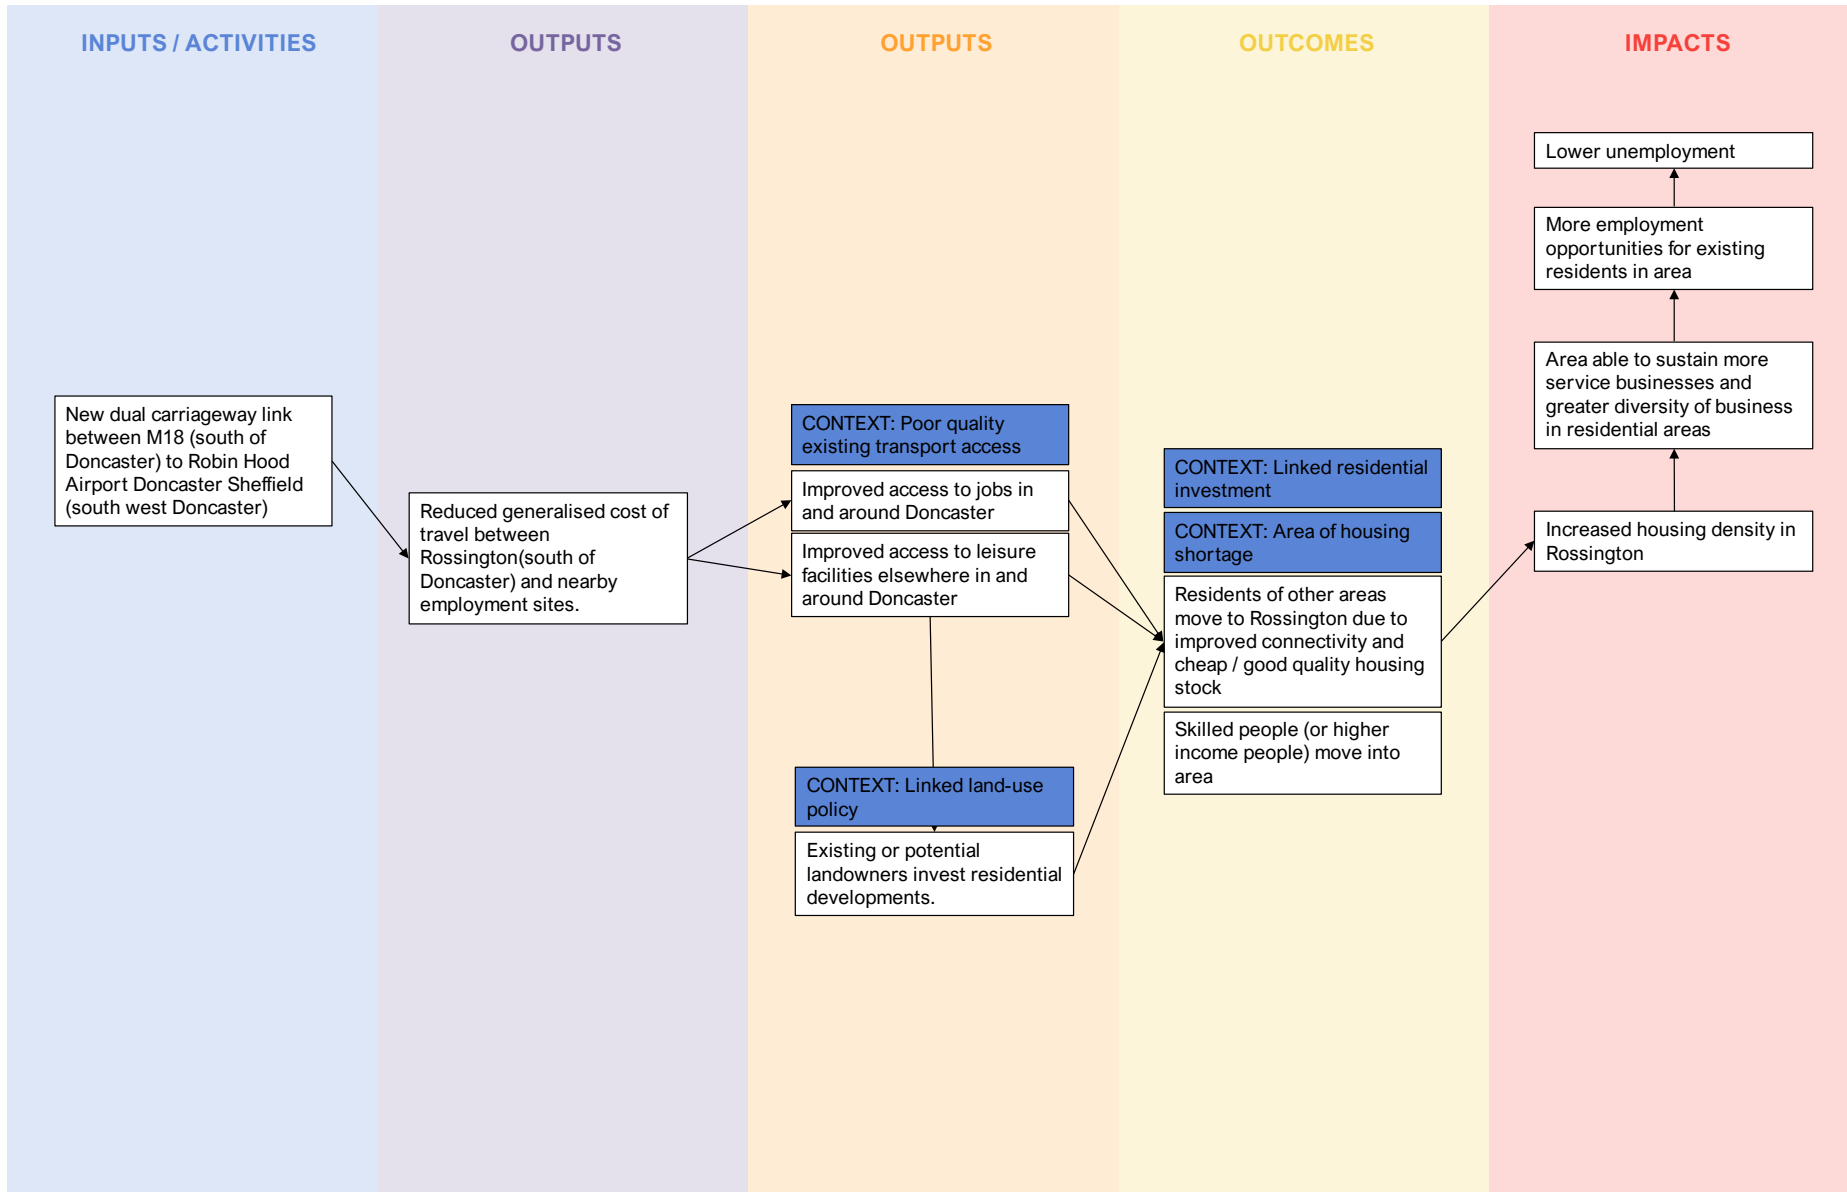 INPUTS / ACTIVITIES
OUTPUTS
OUTPUTS
OUTCOMES
IMPACTS
New dual carriageway link
between M18 (south of
Doncaster) to Robin Hood
Airport Doncaster Sheffield
(south west Doncaster)
Reduced generalised cost of
travel between
Rossington(south of
Doncaster) and nearby
employment sites.
CONTEXT: Poor quality
existing transport access
Improved access to jobs in
and around Doncaster
Improved access to leisure
facilities elsewhere in and
around Doncaster
CONTEXT: Linked land-use
policy
Existing or potential
landowners invest residential
developments.
CONTEXT: Linked residential
investment
CONTEXT: Area of housing
shortage
Residents of other areas
move to Rossington due to
improved connectivity and
cheap / good quality housing
stock
Skilled people (or higher
income people) move into
area
Lower unemployment
More employment
opportunities for existing
residents in area
Area able to sustain more
service businesses and
greater diversity of business
in residential areas
Increased housing density in
Rossington